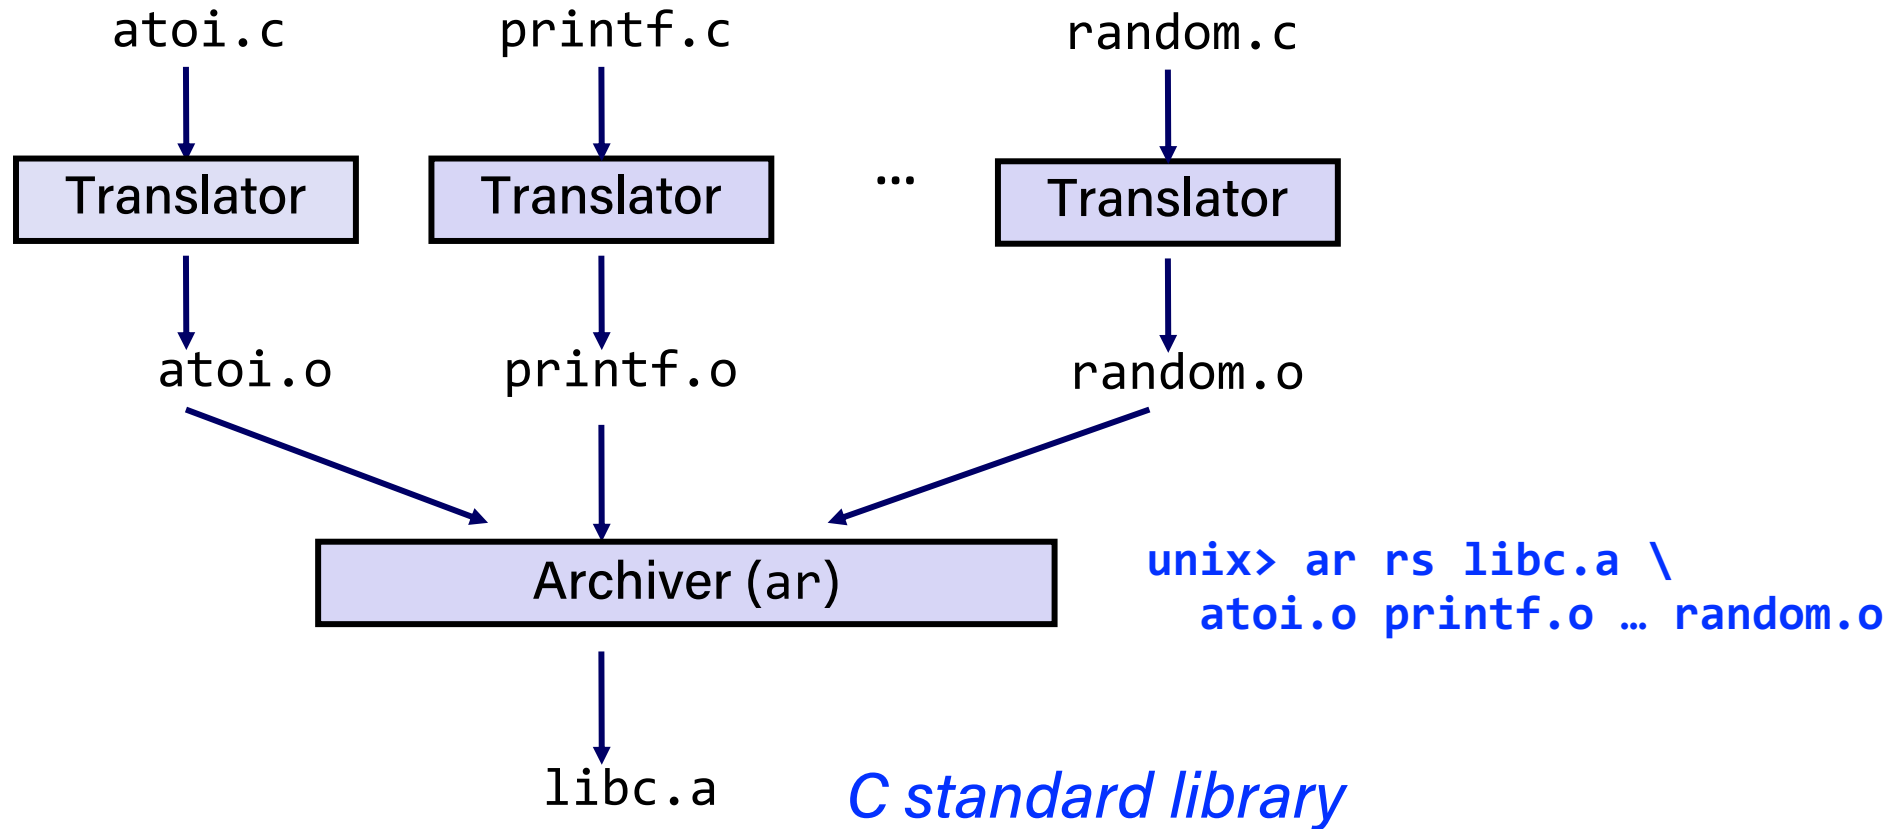 atoi.c printf.c random.c
Translator Translator … Translator
atoi.o printf.o random.o
Archiver (ar)
unix> ar rs libc.a \
atoi.o printf.o … random.o
libc.a
C standard library